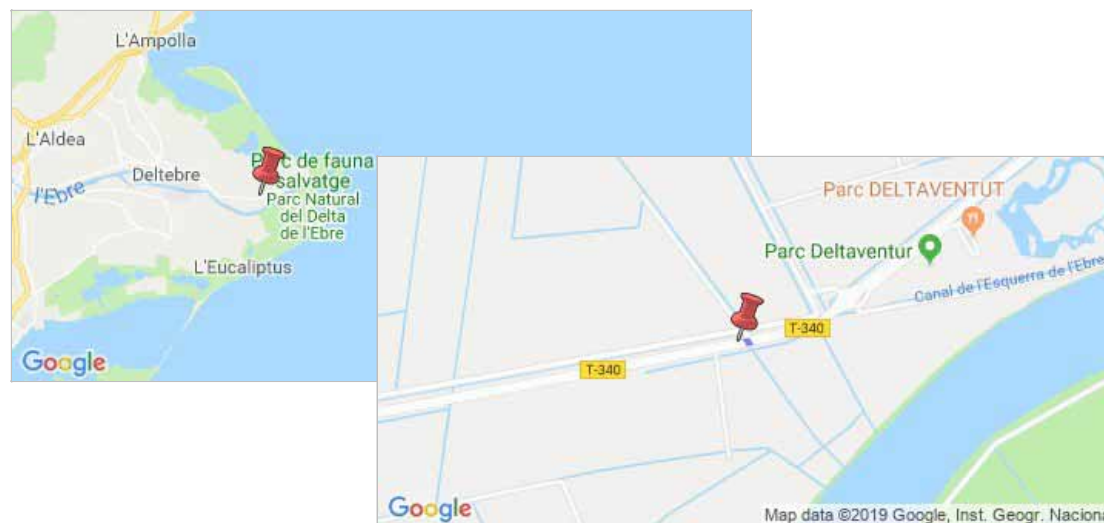 L'Ampolla
L'Aldea
Deltebre
l'Ebre
Parc de fauna
salvatge
Parc Natural
del Delta
de l'Ebre
L'Eucaliptus
Google
Parc DELTAVENTUT
Parc Deltaventur
Canal de l'Esquerra de l'Ebre
T-340
T-340
Google
Map data ©2019 Google, Inst. Geogr. Naciona